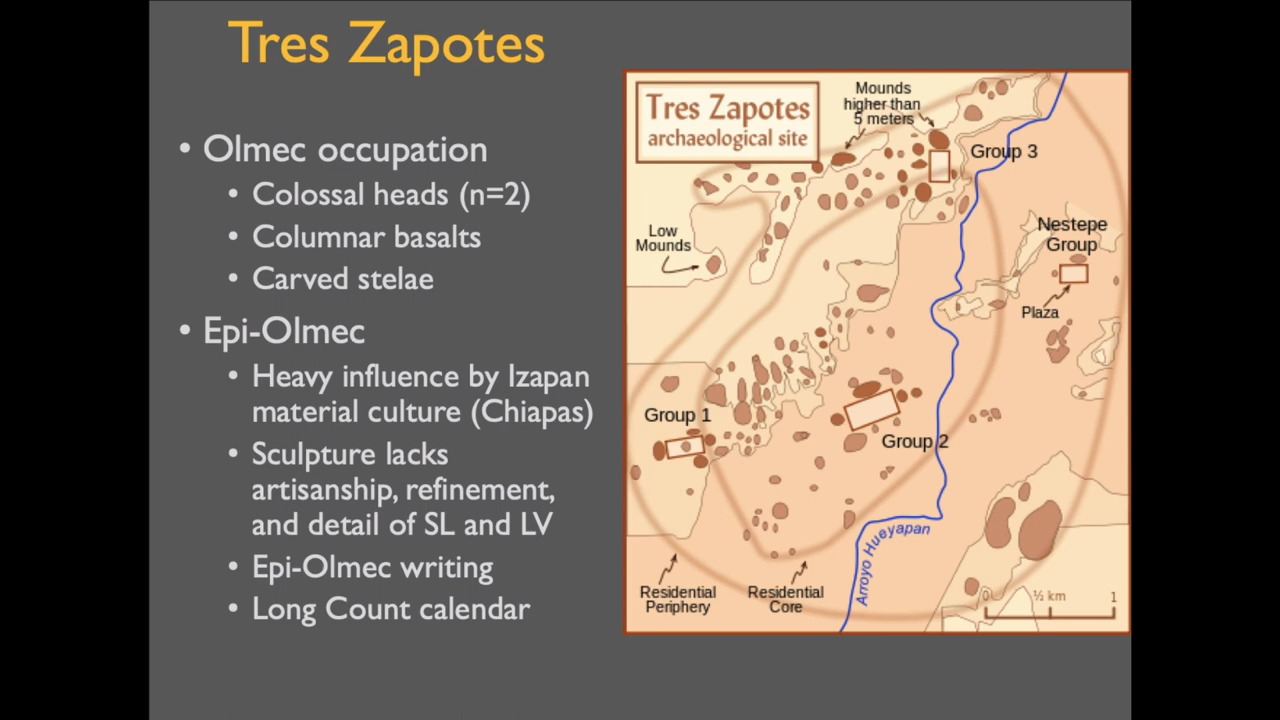 Tres Zapotes
• Olmec occupation
• Colossal heads (n=2)
• Columnar basalts
• Carved stelae
• Epi-Olmec
• Heavy influence by Izapan
material culture (Chiapas)
• Sculpture lacks
artisanship, refinement,
and detail of SL and LV
• Epi-Olmec writing
• Long Count calendar
Tres Zapotes
archaeological site
Mounds
higher than
5 meters
Group 3
Low
Mounds
Nestepe
Group
Plaza
Group 1
Group 2
Arroyo Hueyapan
Residential
Periphery
Residential
Core
0 ½ km 1